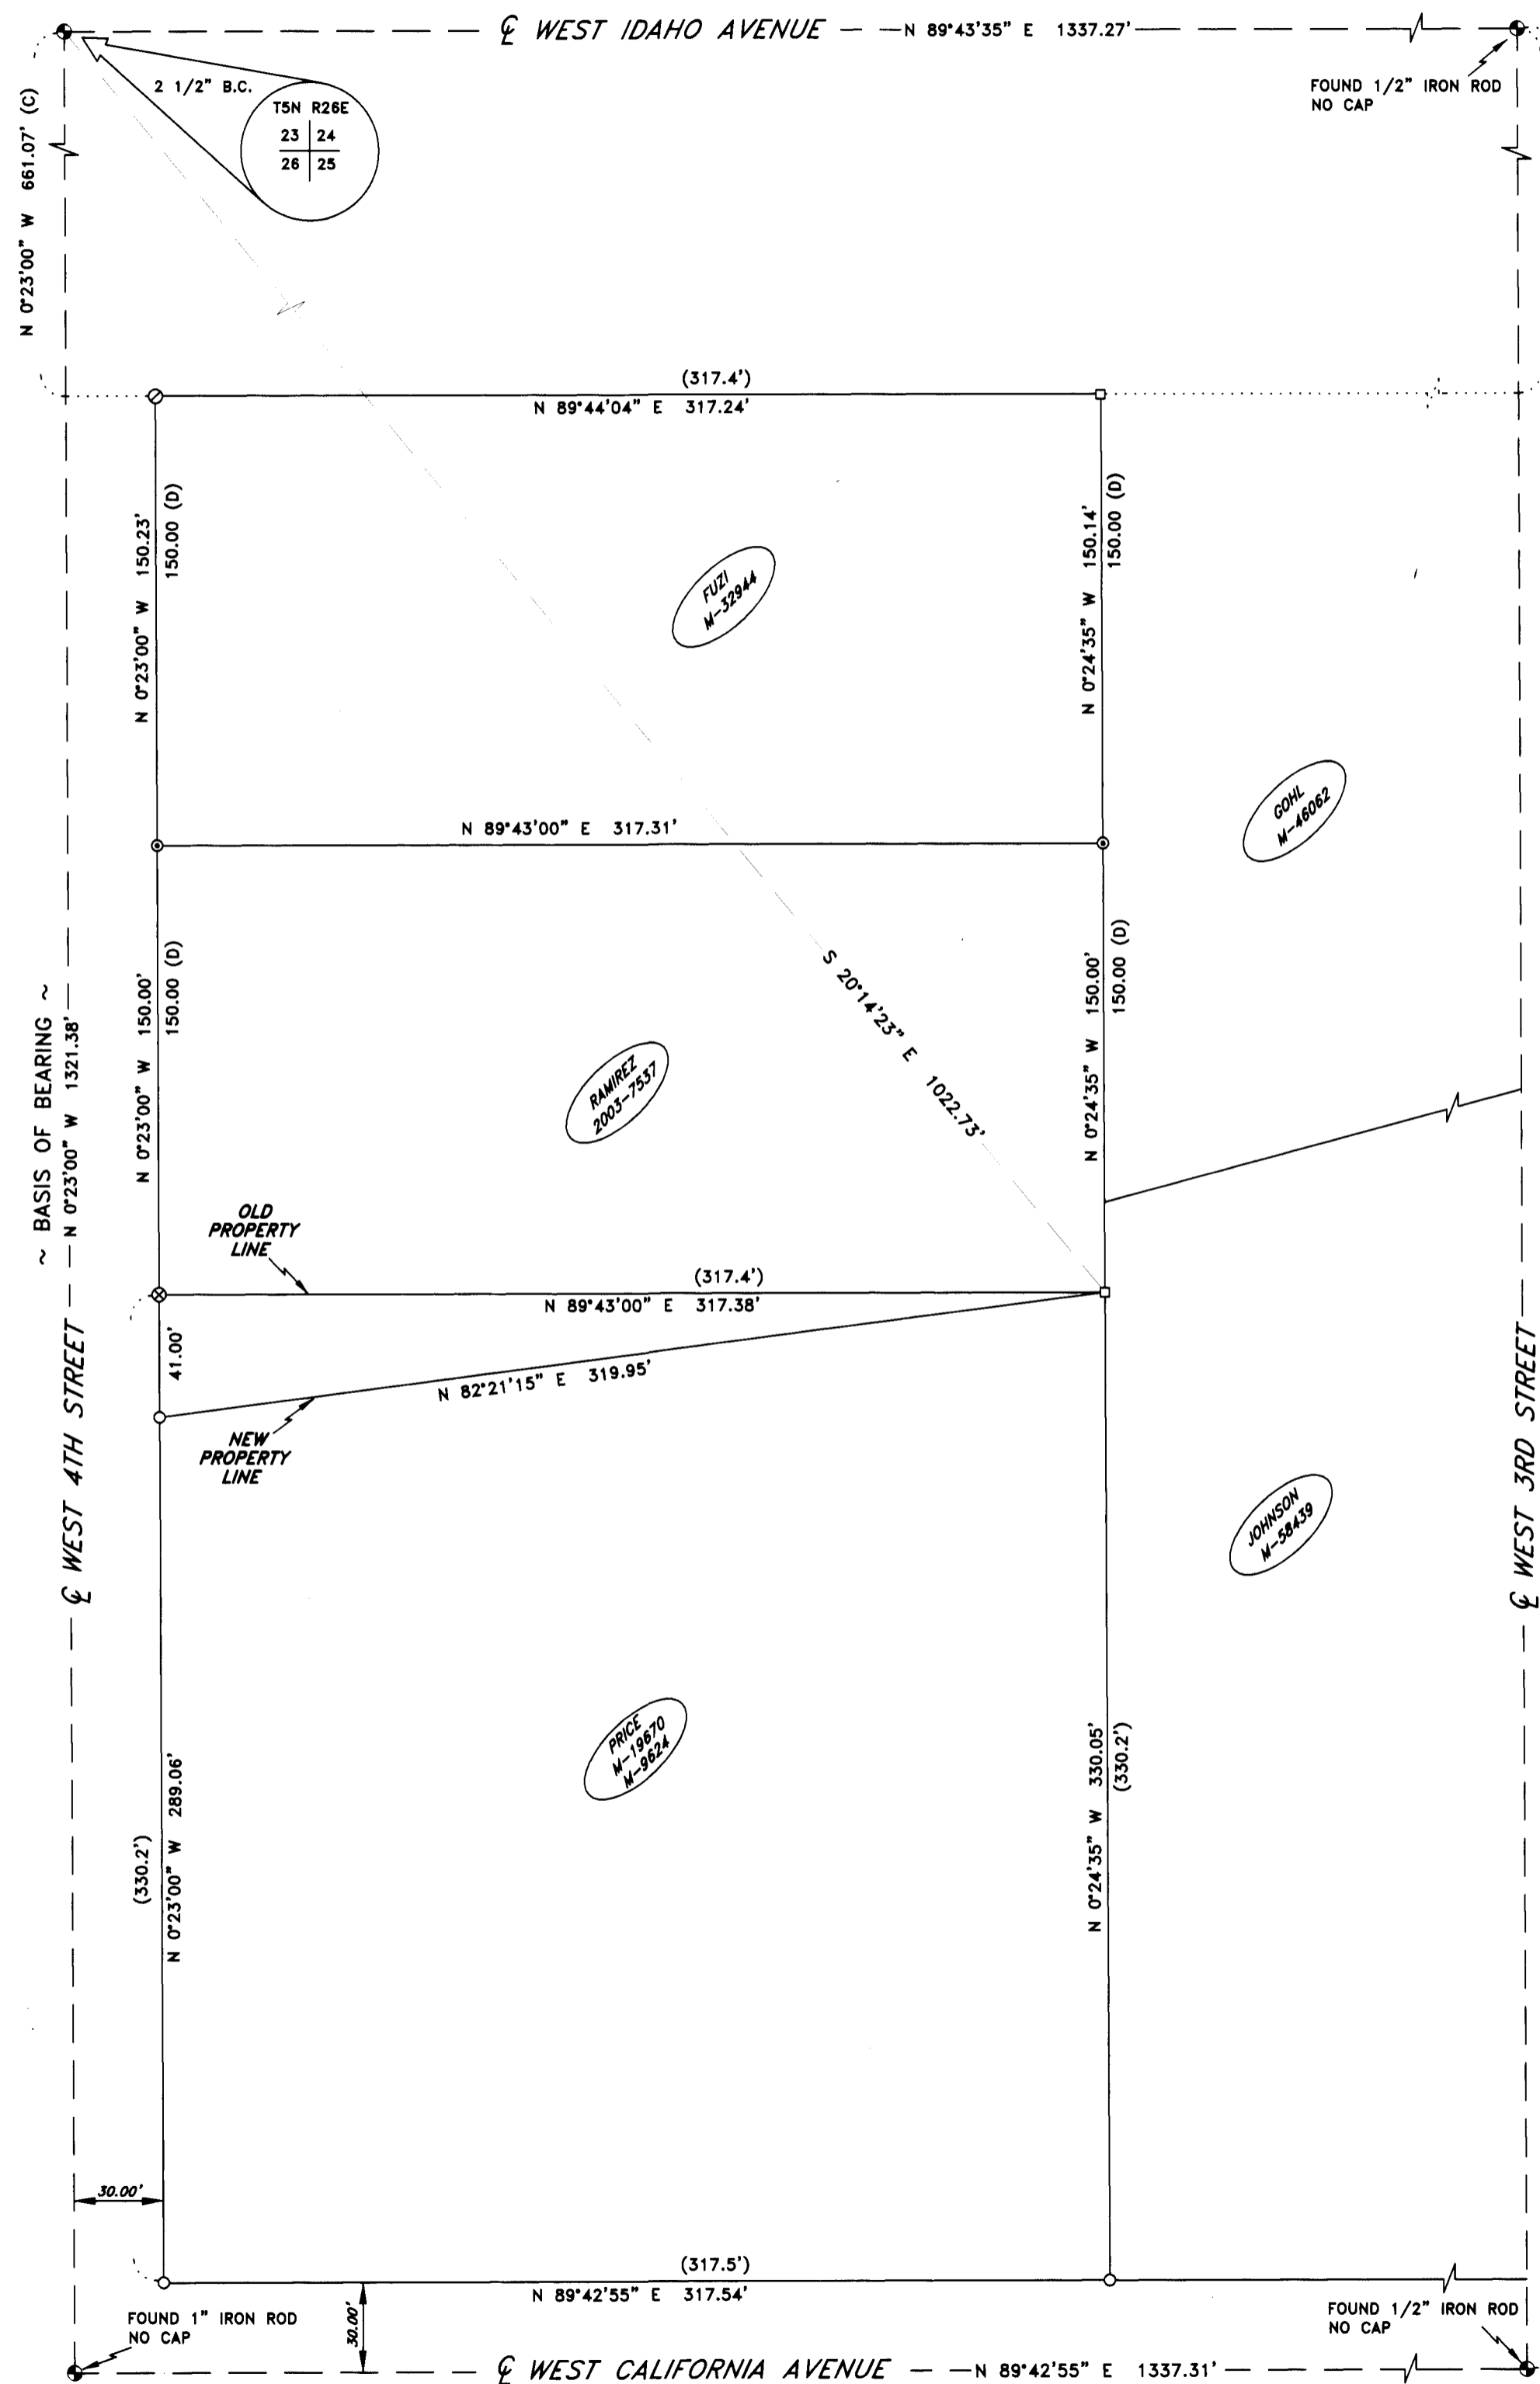 ℄ WEST IDAHO AVENUE
N 89°43'35" E 1337.27'
2 1/2" B.C.
T5N R26E
23 24
26 25
FOUND 1/2" IRON ROD
NO CAP
N 0°23'00" W 661.07' (C)
(317.4')
N 89°44'04" E 317.24'
N 0°23'00" W 150.23'
150.00 (D)
N 0°24'35" W 150.14'
150.00 (D)
FUZI
M-32944
GOHL
M-46062
N 89°43'00" E 317.31'
~ BASIS OF BEARING ~
N 0°23'00" W 1321.38'
N 0°23'00" W 150.00'
150.00 (D)
S 20°14'23" E 1022.73'
N 0°24'35" W 150.00'
150.00 (D)
RAMIREZ
2003-7537
OLD
PROPERTY
LINE
(317.4')
N 89°43'00" E 317.38'
41.00'
N 82°21'15" E 319.95'
NEW
PROPERTY
LINE
℄ WEST 4TH STREET
℄ WEST 3RD STREET
JOHNSON
M-58439
PRICE
M-19670
M-9624
(330.2')
N 0°23'00" W 289.06'
N 0°24'35" W 330.05'
(330.2')
30.00'
(317.5')
N 89°42'55" E 317.54'
30.00'
FOUND 1" IRON ROD
NO CAP
FOUND 1/2" IRON ROD
NO CAP
℄ WEST CALIFORNIA AVENUE
N 89°42'55" E 1337.31'